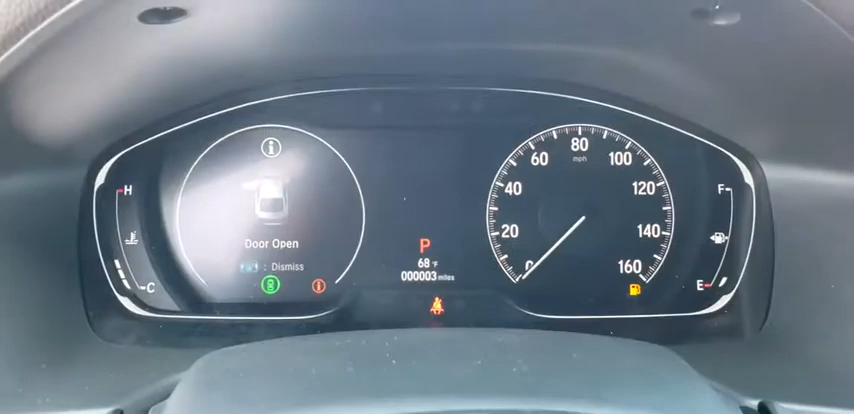 H
C
Door Open
: Dismiss
P
68 °F
000003 miles
0
20
40
60
80
mph
100
120
140
160
F
E